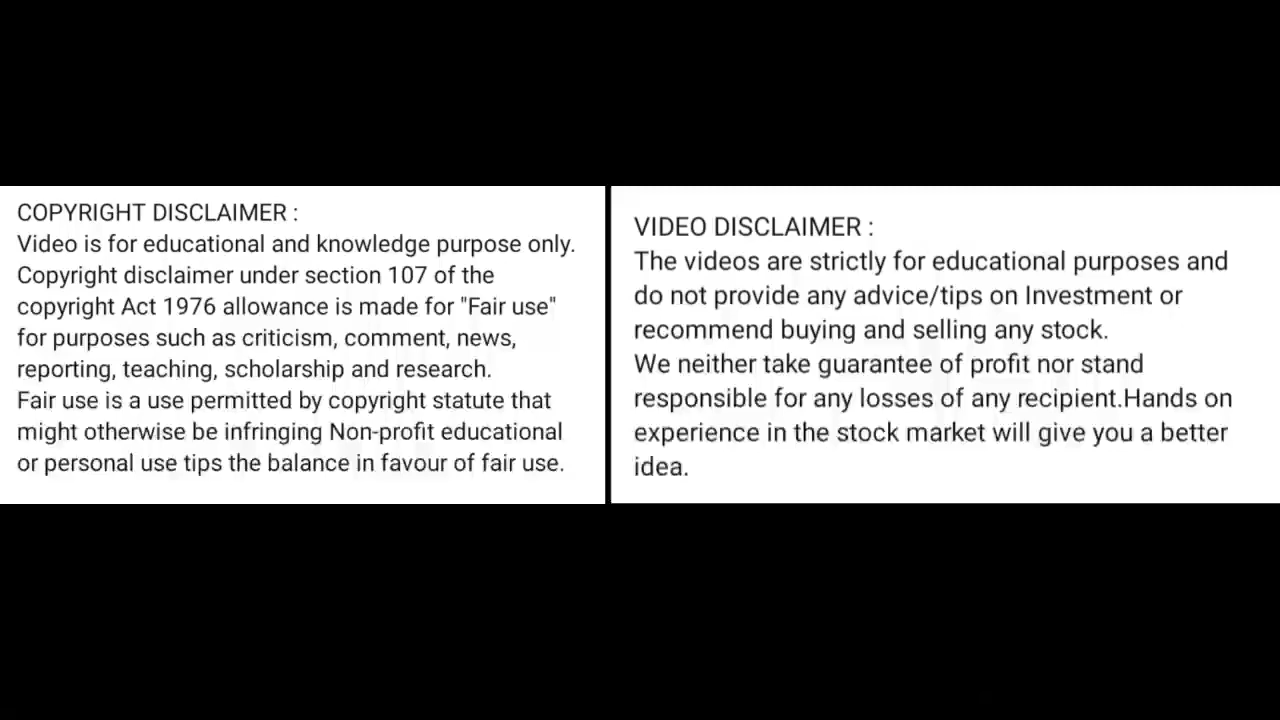 COPYRIGHT DISCLAIMER :
Video is for educational and knowledge purpose only.
Copyright disclaimer under section 107 of the
copyright Act 1976 allowance is made for "Fair use"
for purposes such as criticism, comment, news,
reporting, teaching, scholarship and research.
Fair use is a use permitted by copyright statute that
might otherwise be infringing Non-profit educational
or personal use tips the balance in favour of fair use.
VIDEO DISCLAIMER :
The videos are strictly for educational purposes and
do not provide any advice/tips on Investment or
recommend buying and selling any stock.
We neither take guarantee of profit nor stand
responsible for any losses of any recipient.Hands on
experience in the stock market will give you a better
idea.